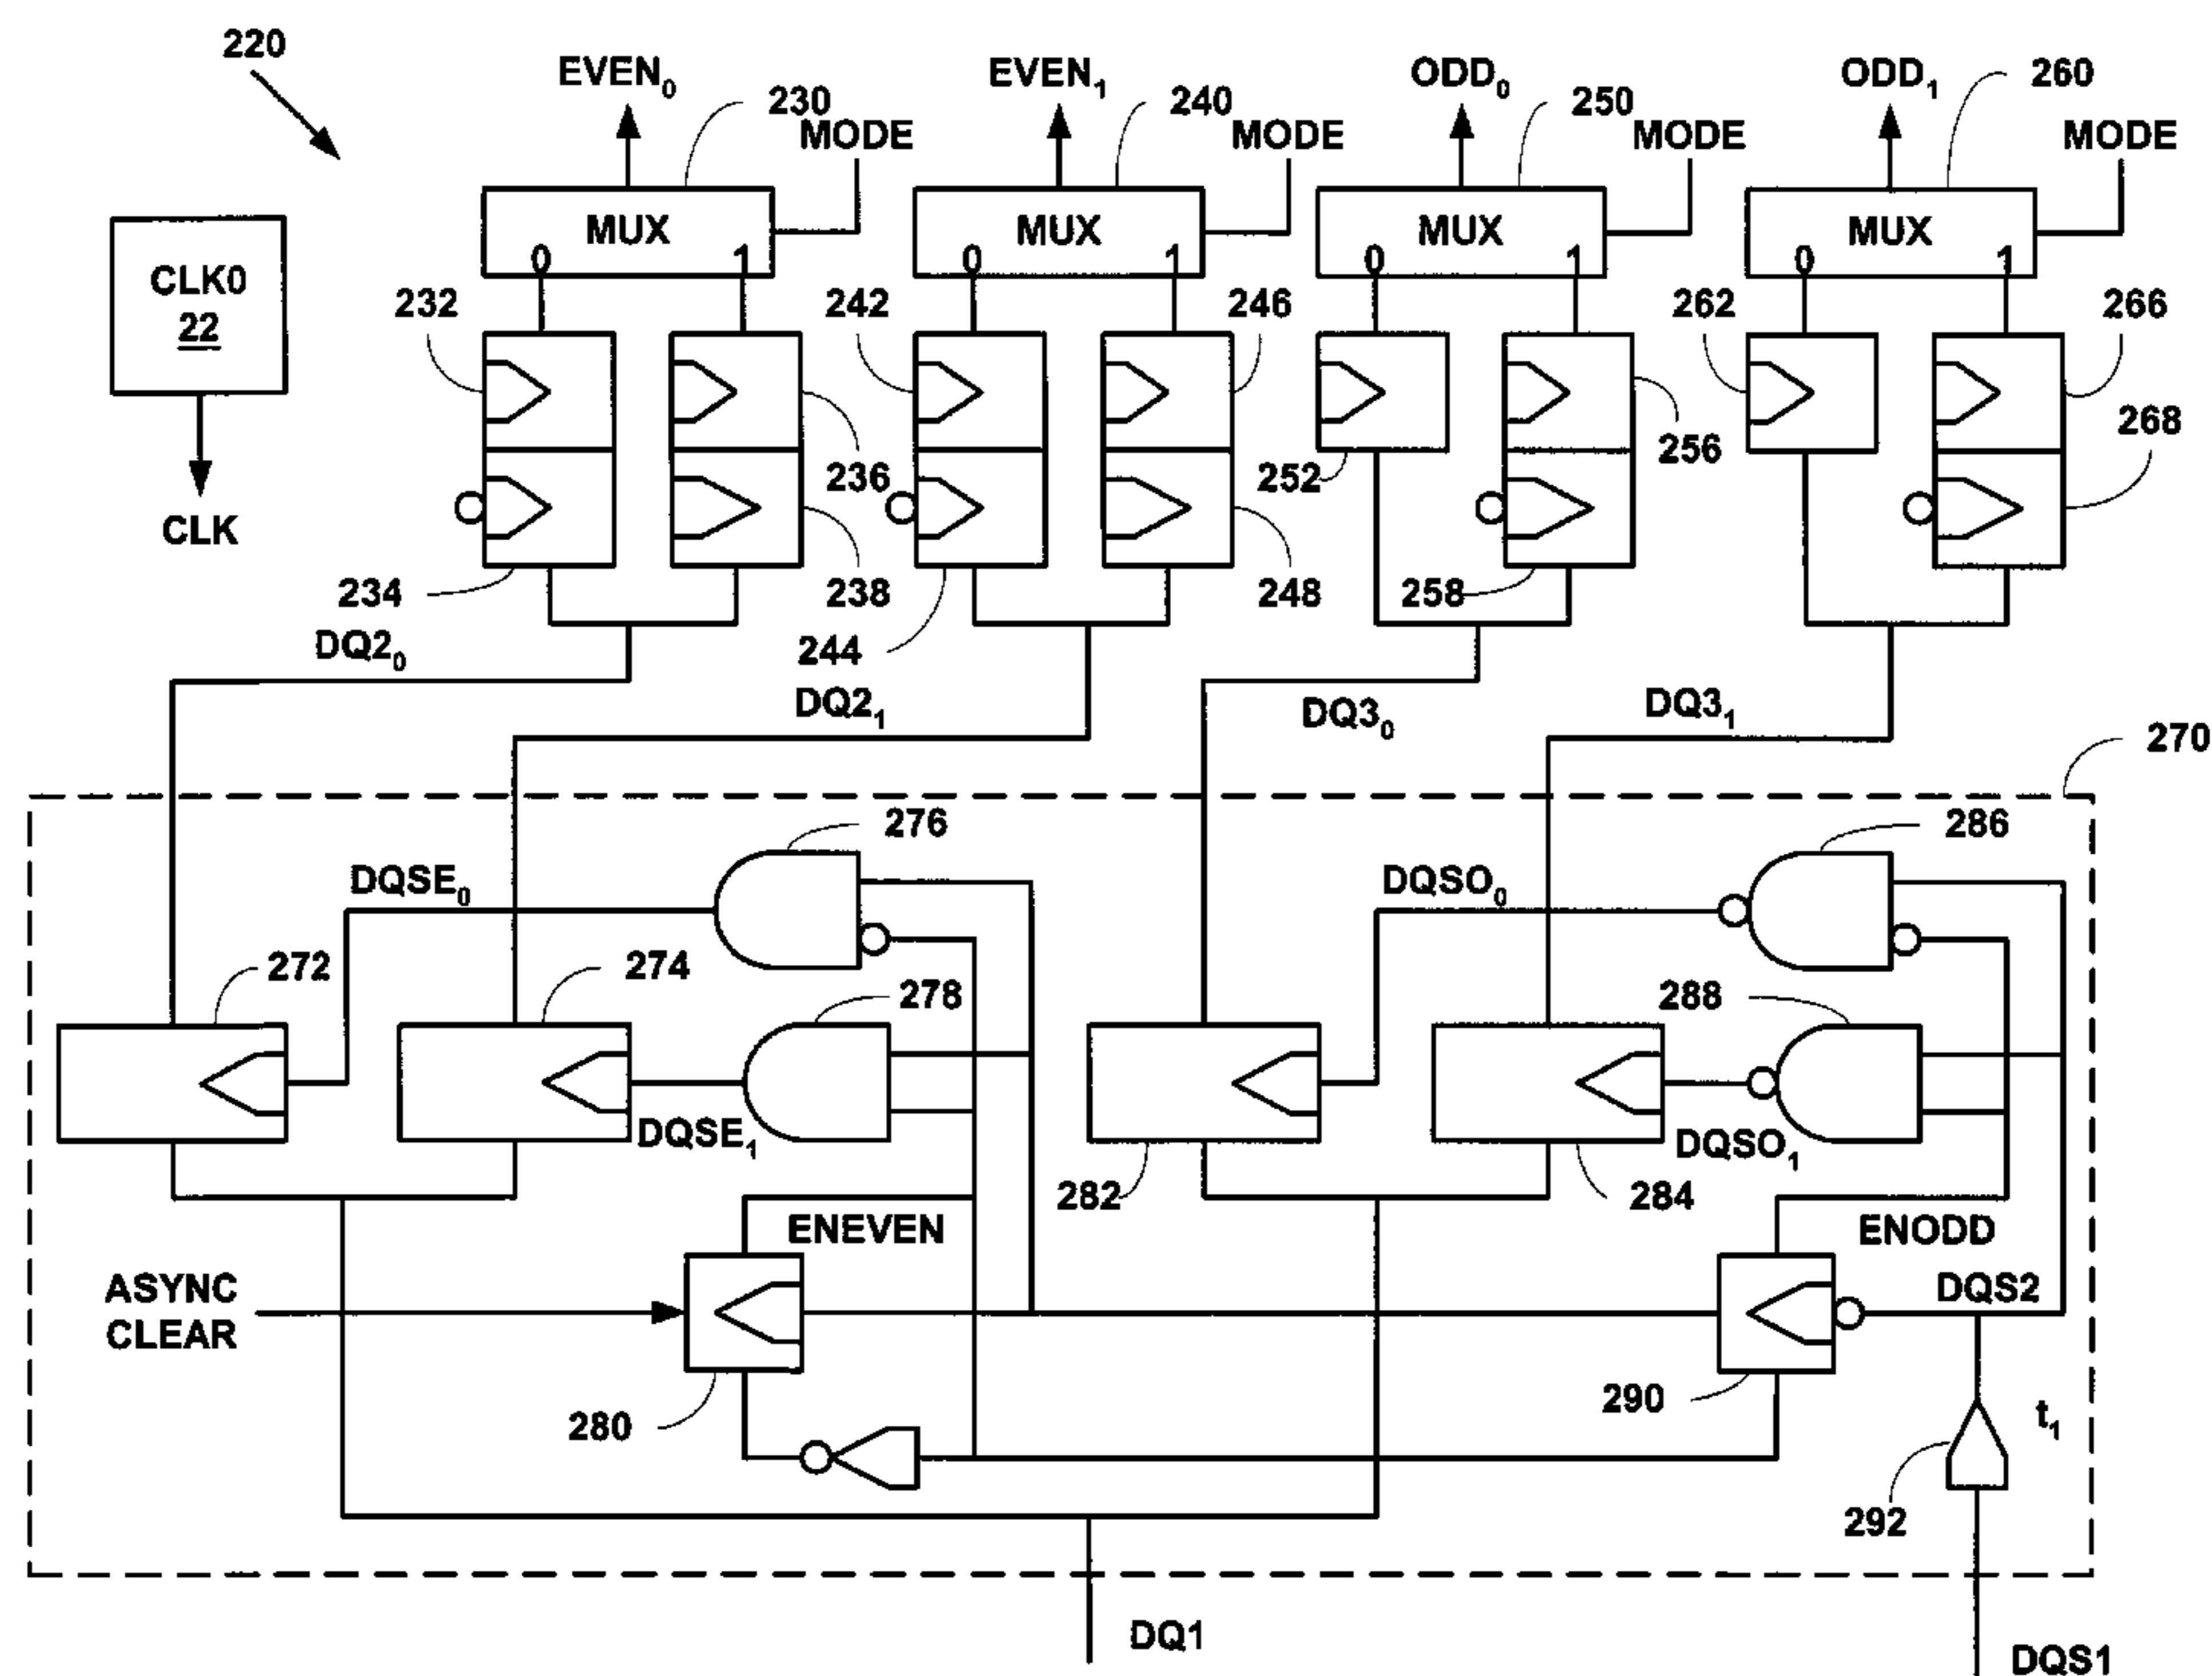 220
EVEN0
230
MODE
EVEN1
240
MODE
ODD0
250
MODE
ODD1
260
MODE
CLK0
22
CLK
MUX
0 1
MUX
0 1
MUX
0 1
MUX
0 1
232
236
234
238
242
246
244
248
252
256
258
262
266
268
DQ20
DQ21
DQ30
DQ31
270
276
DQSE0
272
274
278
DQSE1
286
DQSO0
288
DQSO1
282
284
ENEVEN
ENODD
ASYNC
CLEAR
DQS2
280
290
t1
292
DQ1
DQS1